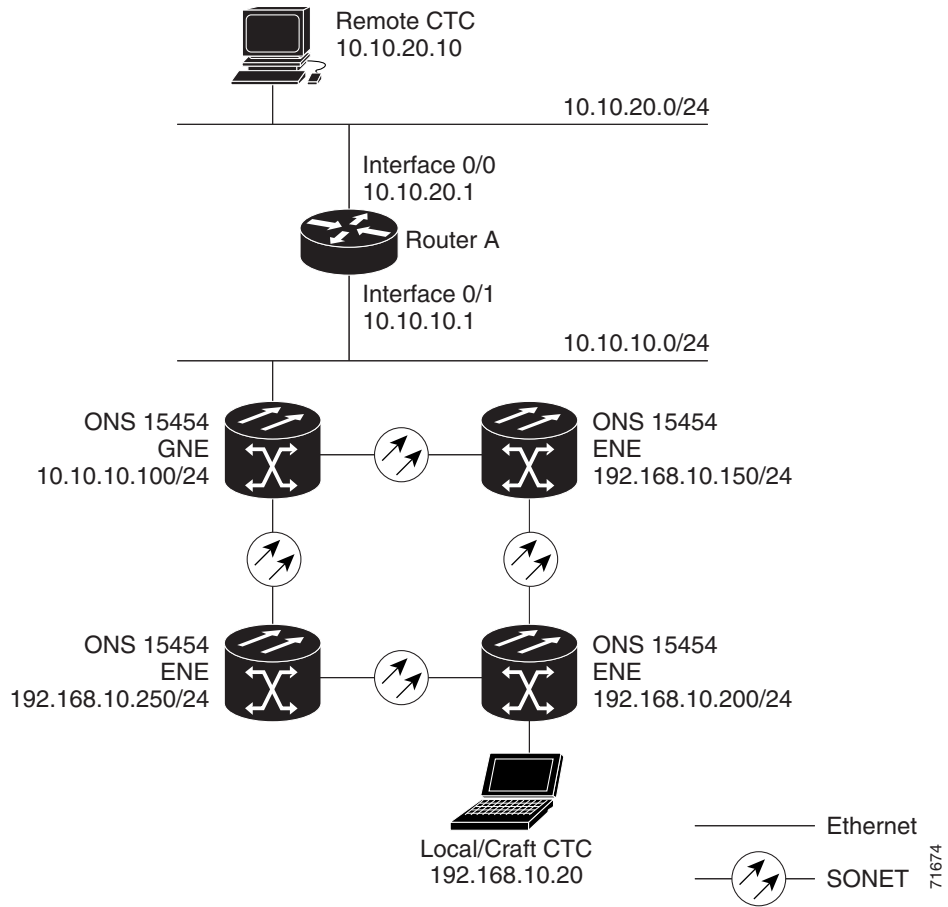 Remote CTC
10.10.20.10
10.10.20.0/24
Interface 0/0
10.10.20.1
Router A
Interface 0/1
10.10.10.1
10.10.10.0/24
ONS 15454
GNE
10.10.10.100/24
ONS 15454
ENE
192.168.10.150/24
ONS 15454
ENE
192.168.10.250/24
ONS 15454
ENE
192.168.10.200/24
Local/Craft CTC
192.168.10.20
Ethernet
SONET
71674